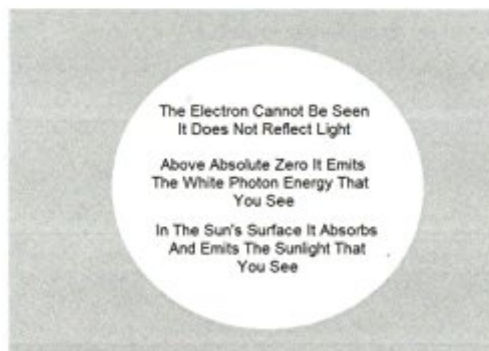 The Electron Cannot Be Seen
It Does Not Reflect Light
Above Absolute Zero It Emits
The White Photon Energy That
You See
In The Sun's Surface It Absorbs
And Emits The Sunlight That
You See